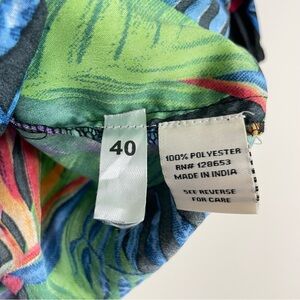 40
100% POLYESTER
RN# 128653
MADE IN INDIA
SEE REVERSE
FOR CARE